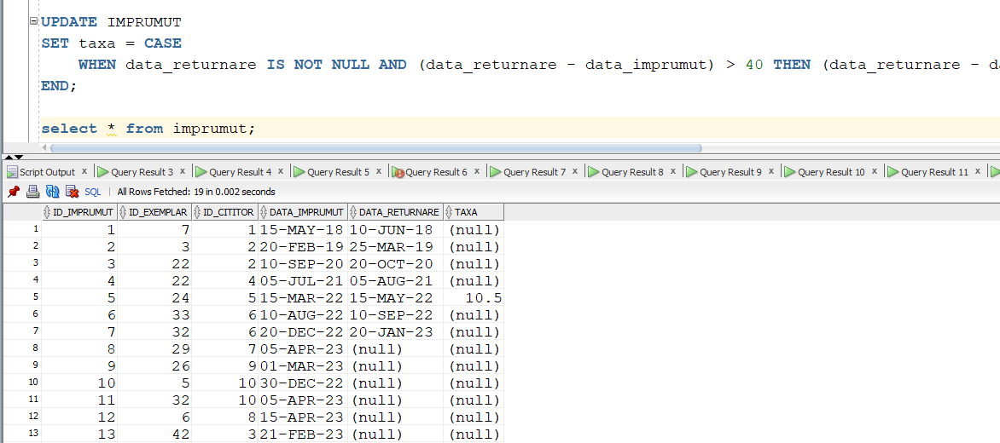 UPDATE IMPRUMUT
SET taxa = CASE
WHEN data_returnare IS NOT NULL AND (data_returnare - data_imprumut) > 40 THEN (data_returnare - da
END;
select * from imprumut;
Script Output x Query Result 3 x Query Result 4 x Query Result 5 x Query Result 6 x Query Result 7 x Query Result 8 x Query Result 9 x Query Result 10 x Query Result 11 x
SQL | All Rows Fetched: 19 in 0.002 seconds
ID_IMPRUMUT ID_EXEMPLAR ID_CITITOR DATA_IMPRUMUT DATA_RETURNARE TAXA
1 1 7 1 15-MAY-18 10-JUN-18 (null)
2 2 3 2 20-FEB-19 25-MAR-19 (null)
3 3 22 2 10-SEP-20 20-OCT-20 (null)
4 4 22 4 05-JUL-21 05-AUG-21 (null)
5 5 24 5 15-MAR-22 15-MAY-22 10.5
6 6 33 6 10-AUG-22 10-SEP-22 (null)
7 7 32 6 20-DEC-22 20-JAN-23 (null)
8 8 29 7 05-APR-23 (null) (null)
9 9 26 9 01-MAR-23 (null) (null)
10 10 5 10 30-DEC-22 (null) (null)
11 11 32 10 05-APR-23 (null) (null)
12 12 6 8 15-APR-23 (null) (null)
13 13 42 3 21-FEB-23 (null) (null)